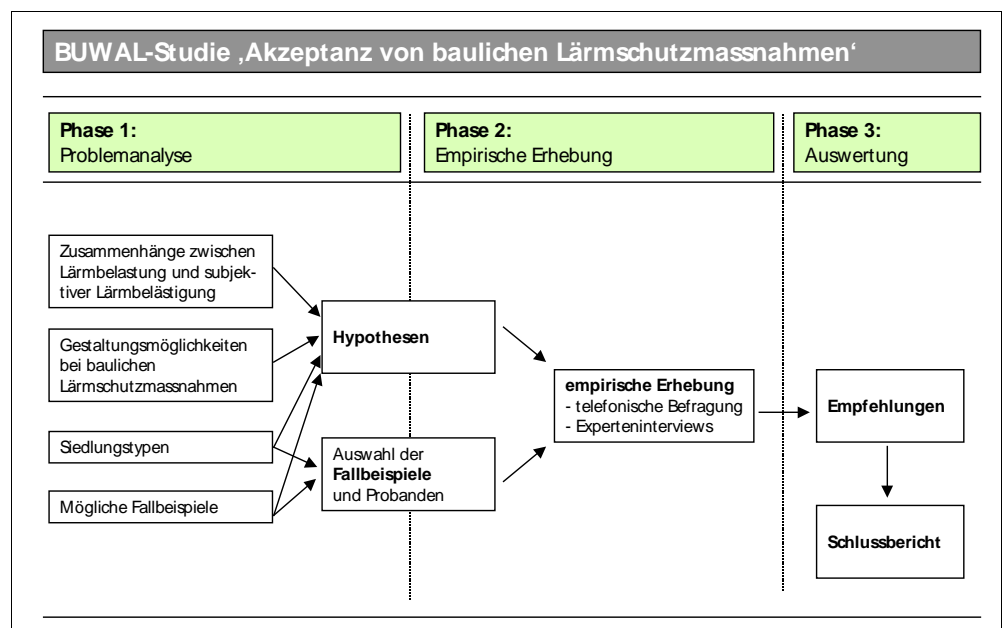 BUWAL-Studie ‚Akzeptanz von baulichen Lärmschutzmassnahmen‘
Phase 1:
Problemanalyse
Phase 2:
Empirische Erhebung
Phase 3:
Auswertung
Zusammenhänge zwischen
Lärmbelastung und subjek-
tiver Lärmbelästigung
Gestaltungsmöglichkeiten
bei baulichen
Lärmschutzmassnahmen
Siedlungstypen
Mögliche Fallbeispiele
Hypothesen
Auswahl der
Fallbeispiele
und Probanden
empirische Erhebung
- telefonische Befragung
- Experteninterviews
Empfehlungen
Schlussbericht